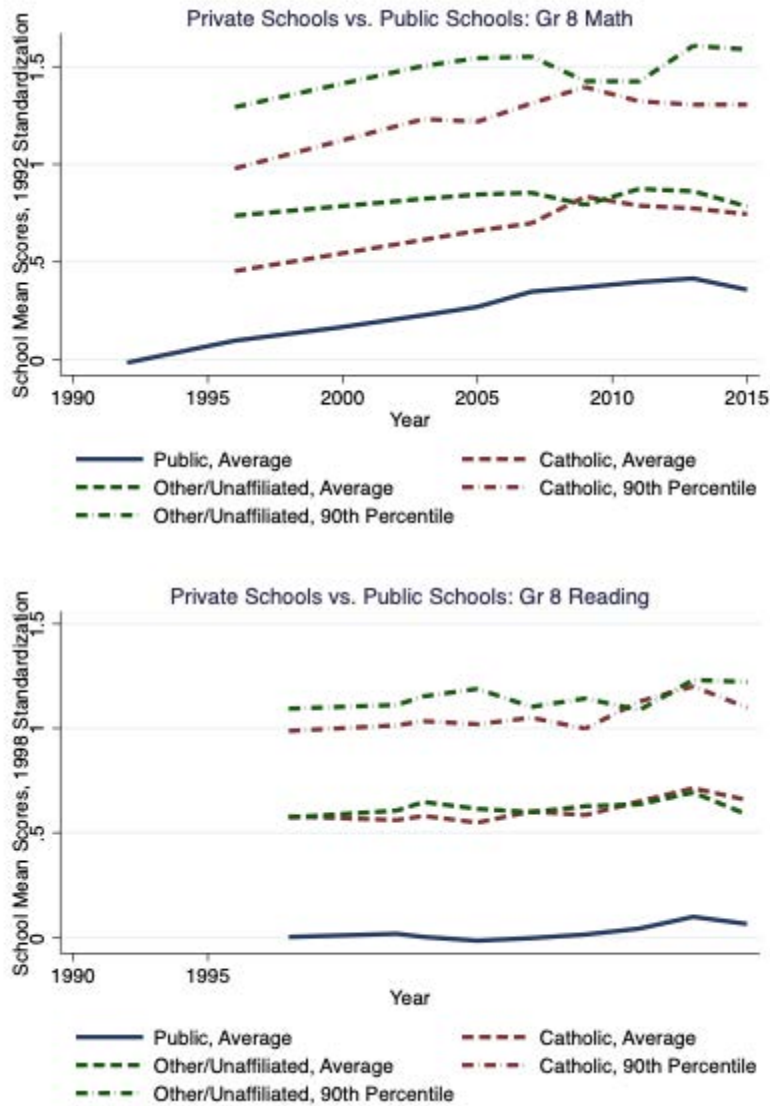 Private Schools vs. Public Schools: Gr 8 Math
School Mean Scores, 1992 Standardization
1.5
1
.5
0
1990 1995 2000 2005 2010 2015
Year
Public, Average Catholic, Average
Other/Unaffiliated, Average Catholic, 90th Percentile
Other/Unaffiliated, 90th Percentile
Private Schools vs. Public Schools: Gr 8 Reading
School Mean Scores, 1998 Standardization
1.5
1
.5
0
1990 1995
Year
Public, Average Catholic, Average
Other/Unaffiliated, Average Catholic, 90th Percentile
Other/Unaffiliated, 90th Percentile